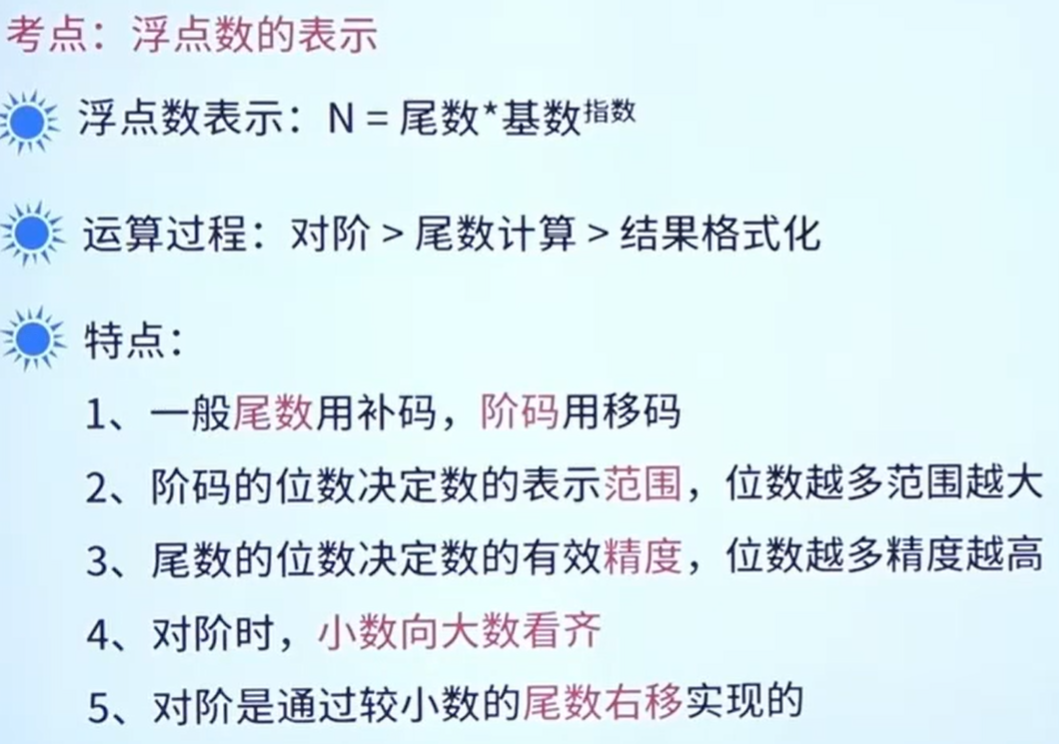 考点：浮点数的表示
浮点数表示：N = 尾数*基数指数
运算过程：对阶 > 尾数计算 > 结果格式化
特点：
1、一般尾数用补码，阶码用移码
2、阶码的位数决定数的表示范围，位数越多范围越大
3、尾数的位数决定数的有效精度，位数越多精度越高
4、对阶时，小数向大数看齐
5、对阶是通过较小数的尾数右移实现的